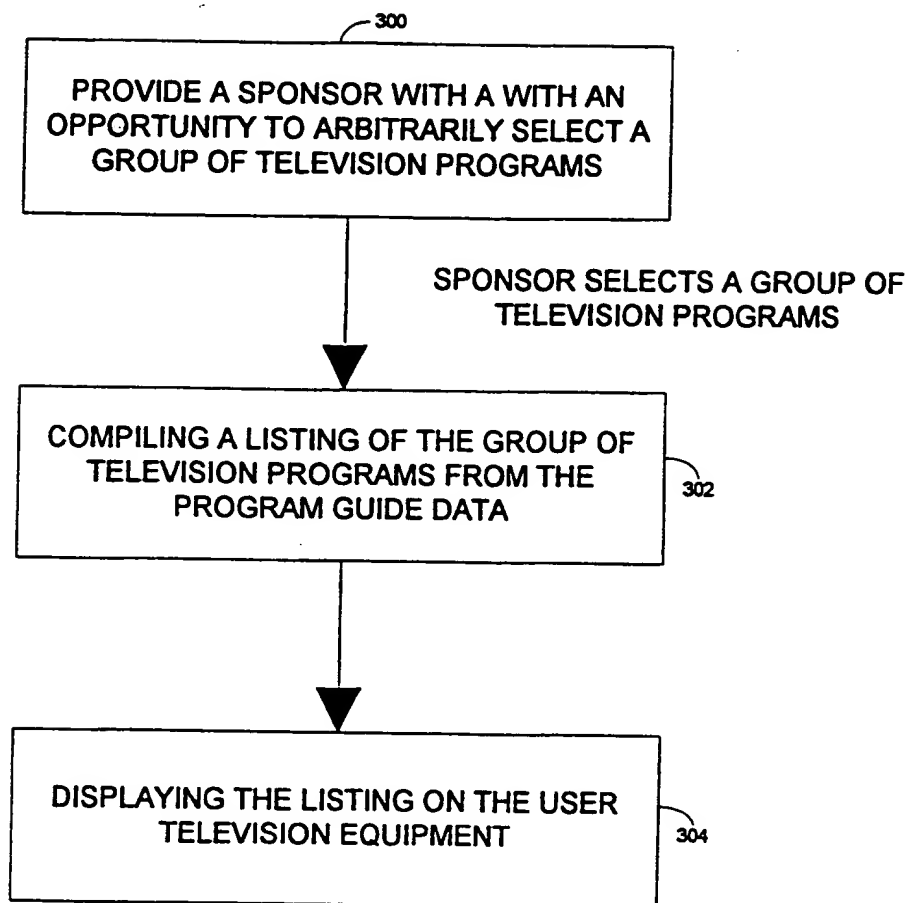 300
PROVIDE A SPONSOR WITH A WITH AN
OPPORTUNITY TO ARBITRARILY SELECT A
GROUP OF TELEVISION PROGRAMS
SPONSOR SELECTS A GROUP OF
TELEVISION PROGRAMS
COMPILING A LISTING OF THE GROUP OF
TELEVISION PROGRAMS FROM THE
PROGRAM GUIDE DATA
302
DISPLAYING THE LISTING ON THE USER
TELEVISION EQUIPMENT
304